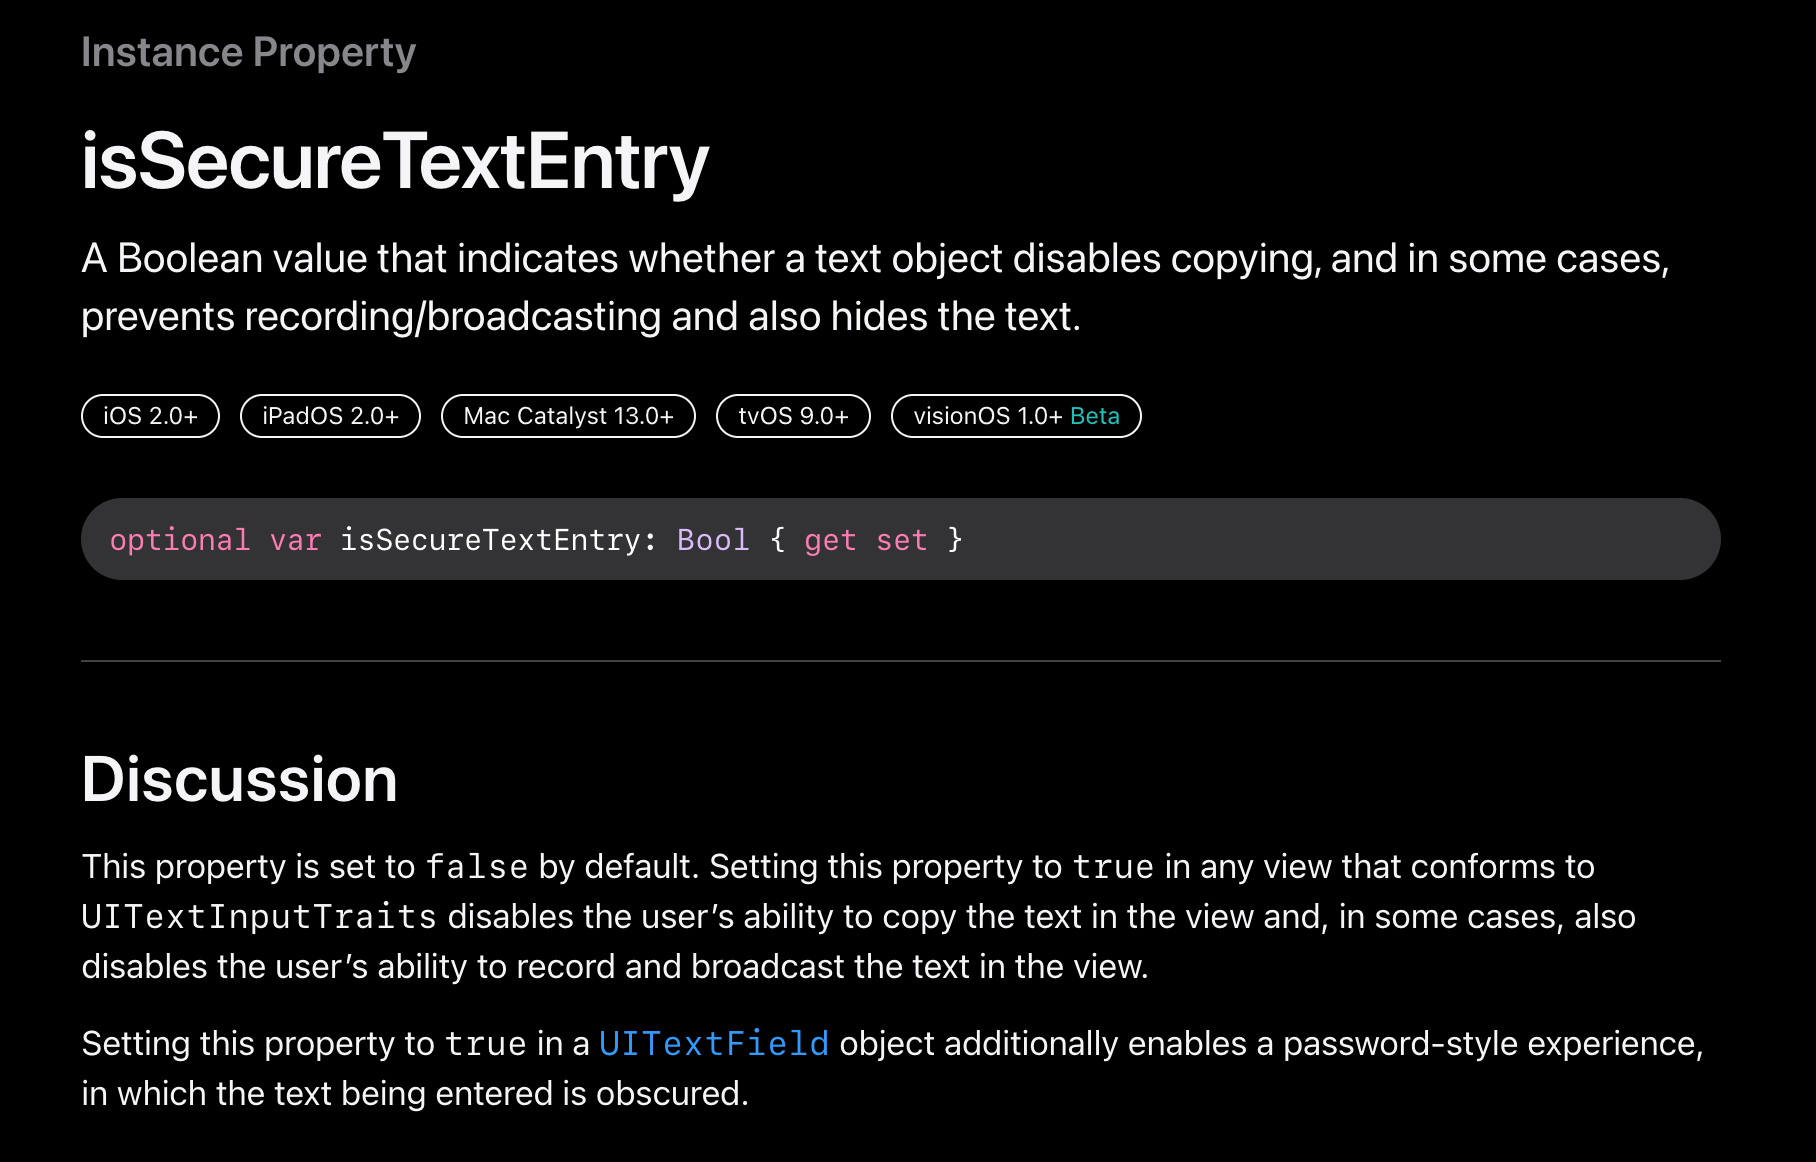 Instance Property
isSecureTextEntry
A Boolean value that indicates whether a text object disables copying, and in some cases,
prevents recording/broadcasting and also hides the text.
iOS 2.0+ iPadOS 2.0+ Mac Catalyst 13.0+ tvOS 9.0+ visionOS 1.0+ Beta
optional var isSecureTextEntry: Bool { get set }
Discussion
This property is set to false by default. Setting this property to true in any view that conforms to
UITextInputTraits disables the user’s ability to copy the text in the view and, in some cases, also
disables the user’s ability to record and broadcast the text in the view.
Setting this property to true in a UITextField object additionally enables a password-style experience,
in which the text being entered is obscured.